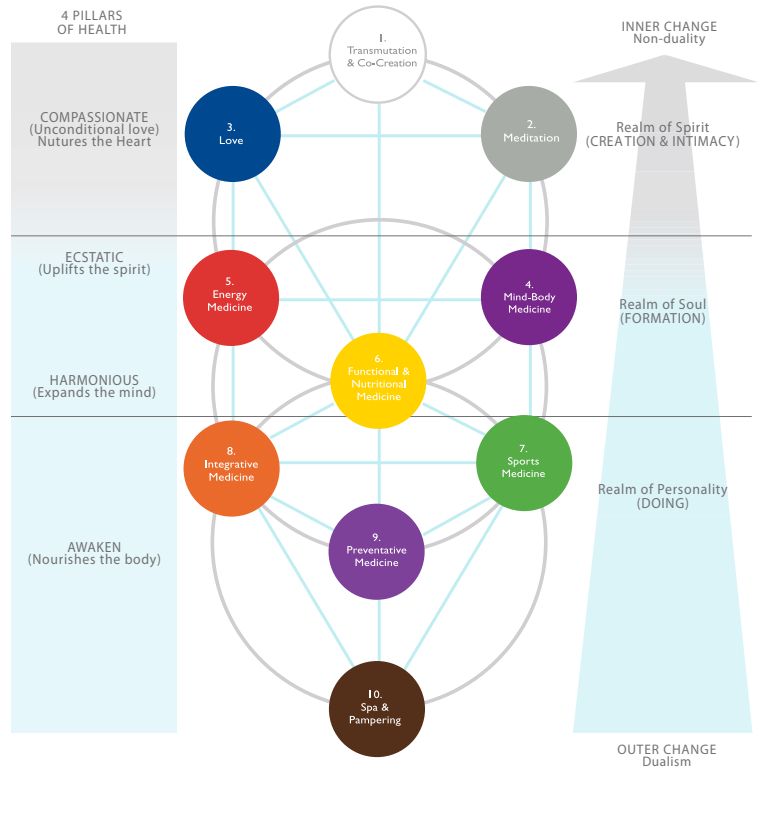 4 PILLARS
OF HEALTH
COMPASSIONATE
(Unconditional love)
Nutures the Heart
ECSTATIC
(Uplifts the spirit)
HARMONIOUS
(Expands the mind)
AWAKEN
(Nourishes the body)
1.
Transmutation
& Co-Creation
3.
Love
2.
Meditation
5.
Energy
Medicine
4.
Mind-Body
Medicine
6.
Functional &
Nutritional
Medicine
8.
Integrative
Medicine
7.
Sports
Medicine
9.
Preventative
Medicine
10.
Spa &
Pampering
INNER CHANGE
Non-duality
Realm of Spirit
(CREATION & INTIMACY)
Realm of Soul
(FORMATION)
Realm of Personality
(DOING)
OUTER CHANGE
Dualism